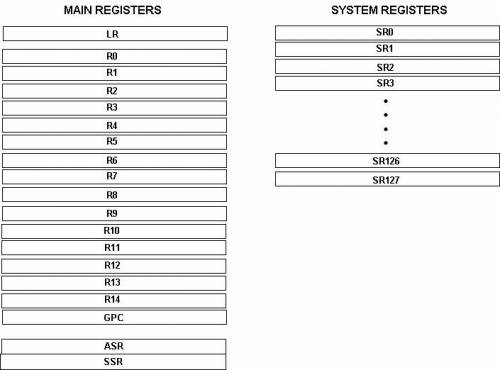 MAIN REGISTERS
LR
R0
R1
R2
R3
R4
R5
R6
R7
R8
R9
R10
R11
R12
R13
R14
GPC
ASR
SSR
SYSTEM REGISTERS
SR0
SR1
SR2
SR3
SR126
SR127